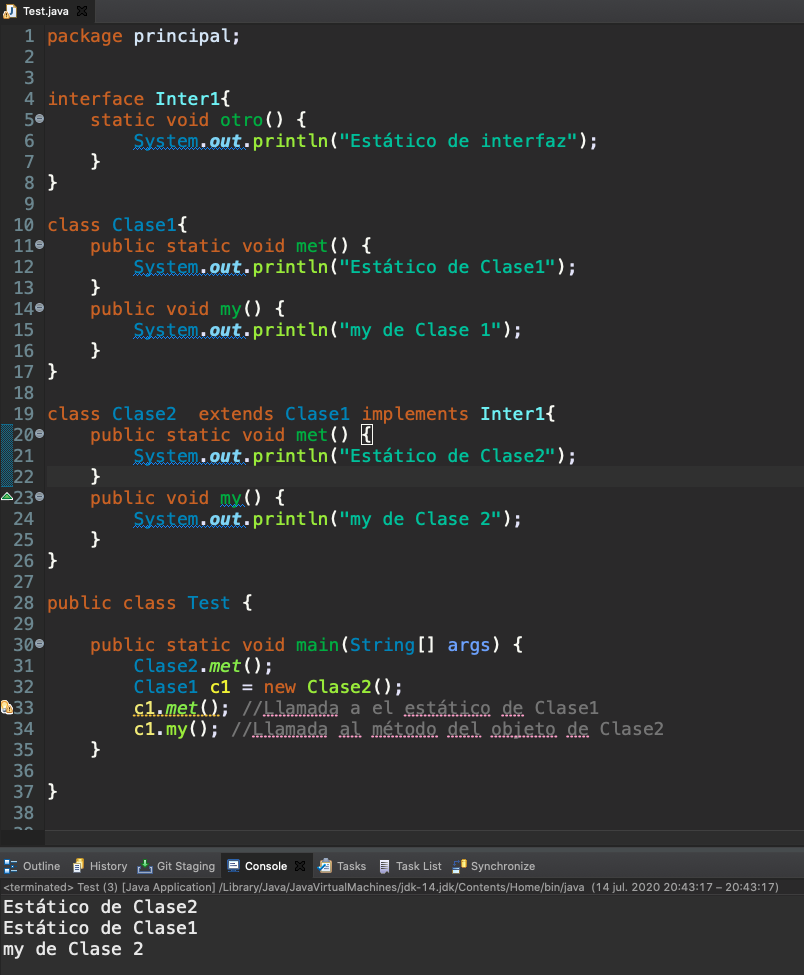 Test.java
1 package principal;
2
3
4 interface Inter1{
5 static void otro() {
6 System.out.println("Estático de interfaz");
7 }
8 }
9
10 class Clase1{
11 public static void met() {
12 System.out.println("Estático de Clase1");
13 }
14 public void my() {
15 System.out.println("my de Clase 1");
16 }
17 }
18
19 class Clase2  extends Clase1 implements Inter1{
20 public static void met() {
21 System.out.println("Estático de Clase2");
22 }
23 public void my() {
24 System.out.println("my de Clase 2");
25 }
26 }
27
28 public class Test {
29
30 public static void main(String[] args) {
31 Clase2.met();
32 Clase1 c1 = new Clase2();
33 c1.met(); //Llamada a el estático de Clase1
34 c1.my(); //Llamada al método del objeto de Clase2
35 }
36
37 }
38
Outline History Git Staging Console Tasks Task List Synchronize
<terminated> Test (3) [Java Application] /Library/Java/JavaVirtualMachines/jdk-14.jdk/Contents/Home/bin/java (14 jul. 2020 20:43:17 – 20:43:17)
Estático de Clase2
Estático de Clase1
my de Clase 2